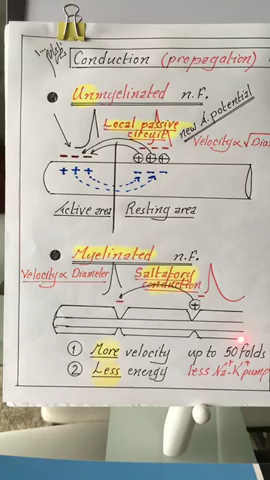 Conduction (propagation)
Unmyelinated n.f.
Local passive circuit
new A. potential
Velocity ∝ √Dia
− − − − ⊕ ⊕ ⊕
+++ − − −
Active area Resting area
Myelinated n.f.
Velocity ∝ Diameter
Saltatory conduction
− ⊕
① More velocity up to 50 folds
② Less energy less Na⁺-K⁺ pump